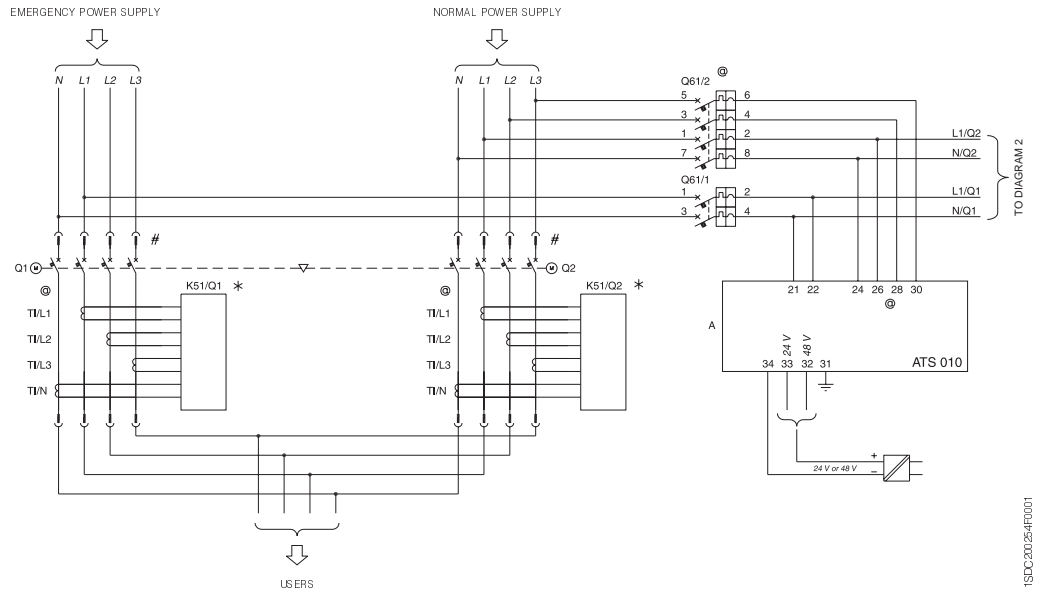 EMERGENCY POWER SUPPLY
NORMAL POWER SUPPLY
N L1 L2 L3
N L1 L2 L3
Q61/2 @
5 6
3 4
1 2
7 8
L1/Q2
N/Q2
Q61/1
1 2
3 4
L1/Q1
N/Q1
TO DIAGRAM 2
#
#
Q1 M
M Q2
@
@
K51/Q1 *
K51/Q2 *
TI/L1
TI/L2
TI/L3
TI/N
TI/L1
TI/L2
TI/L3
TI/N
21 22 24 26 28 30
@
A
24 V
48 V
34 33 32 31
ATS 010
+
24 V or 48 V
–
USERS
1SDC200254F0001